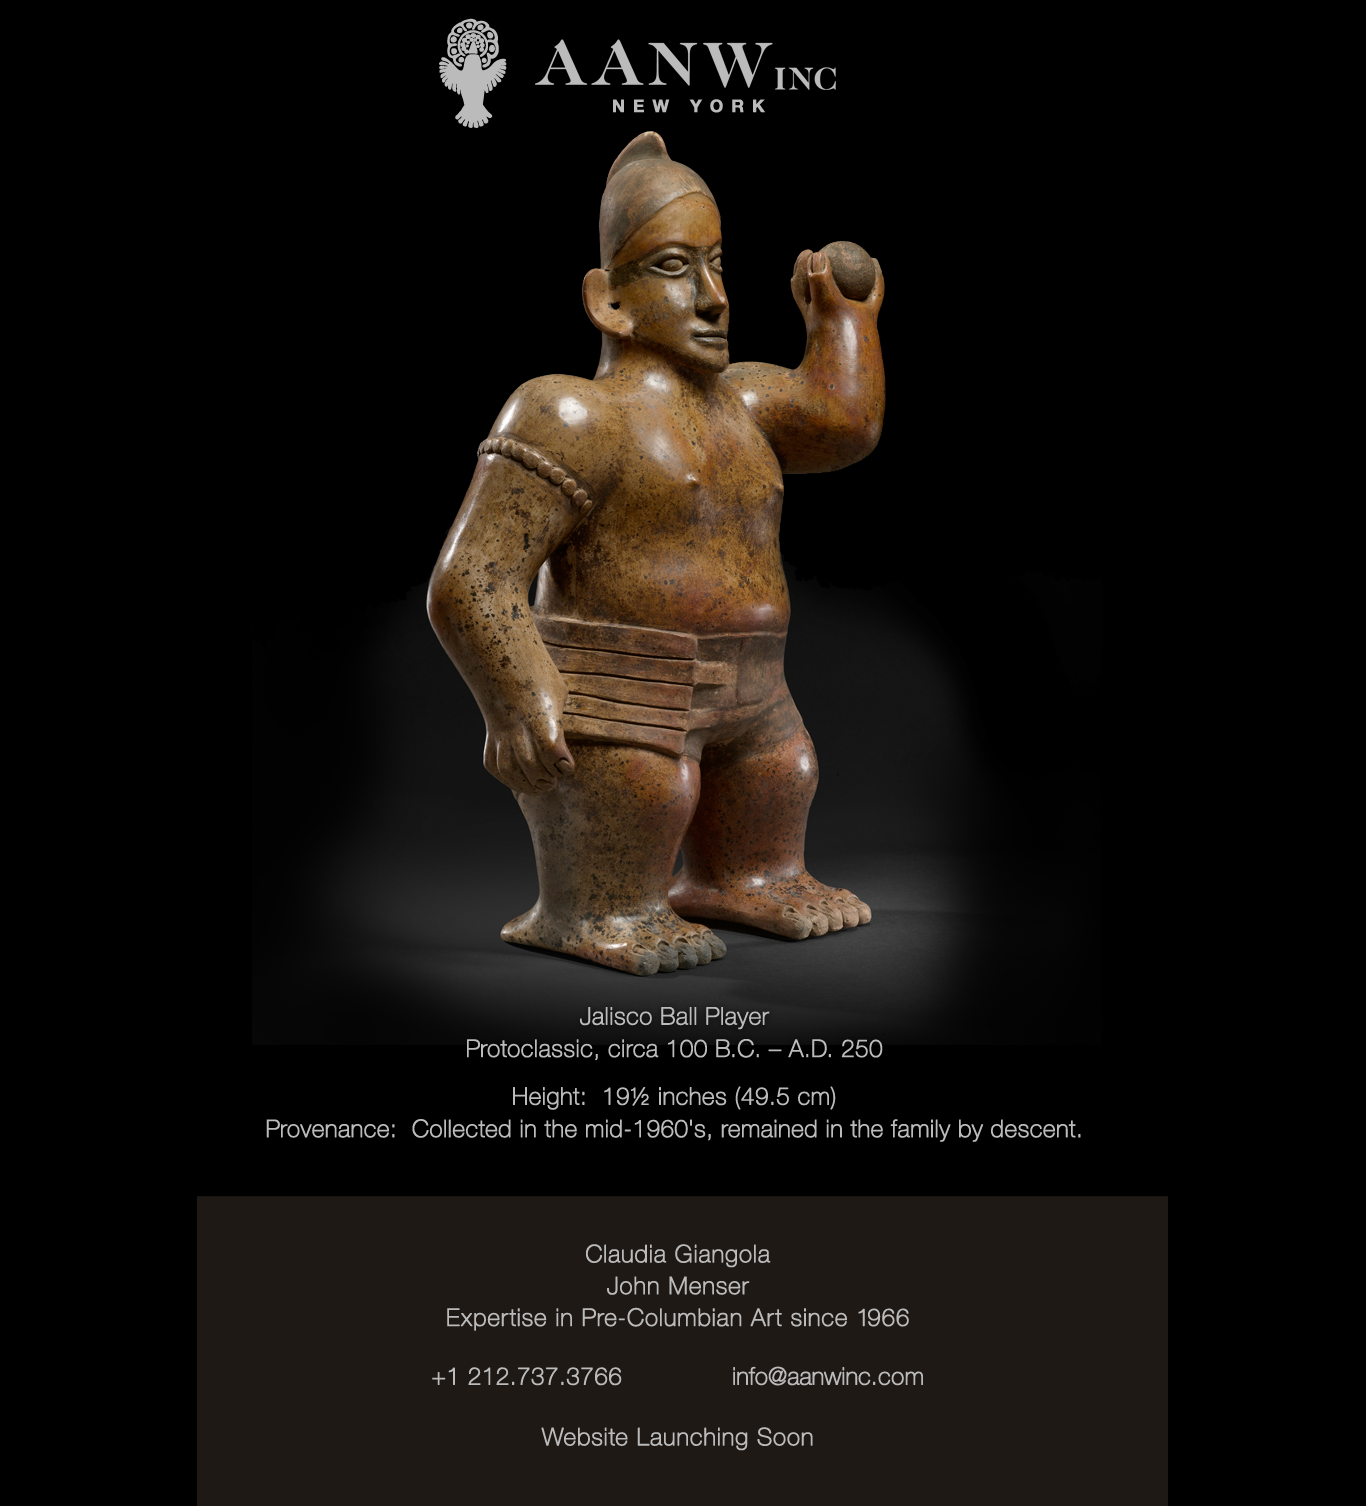 AANW INC
NEW YORK
Jalisco Ball Player
Protoclassic, circa 100 B.C. – A.D. 250
Height:  19½ inches (49.5 cm)
Provenance:  Collected in the mid-1960's, remained in the family by descent.
Claudia Giangola
John Menser
Expertise in Pre-Columbian Art since 1966
+1 212.737.3766 info@aanwinc.com
Website Launching Soon